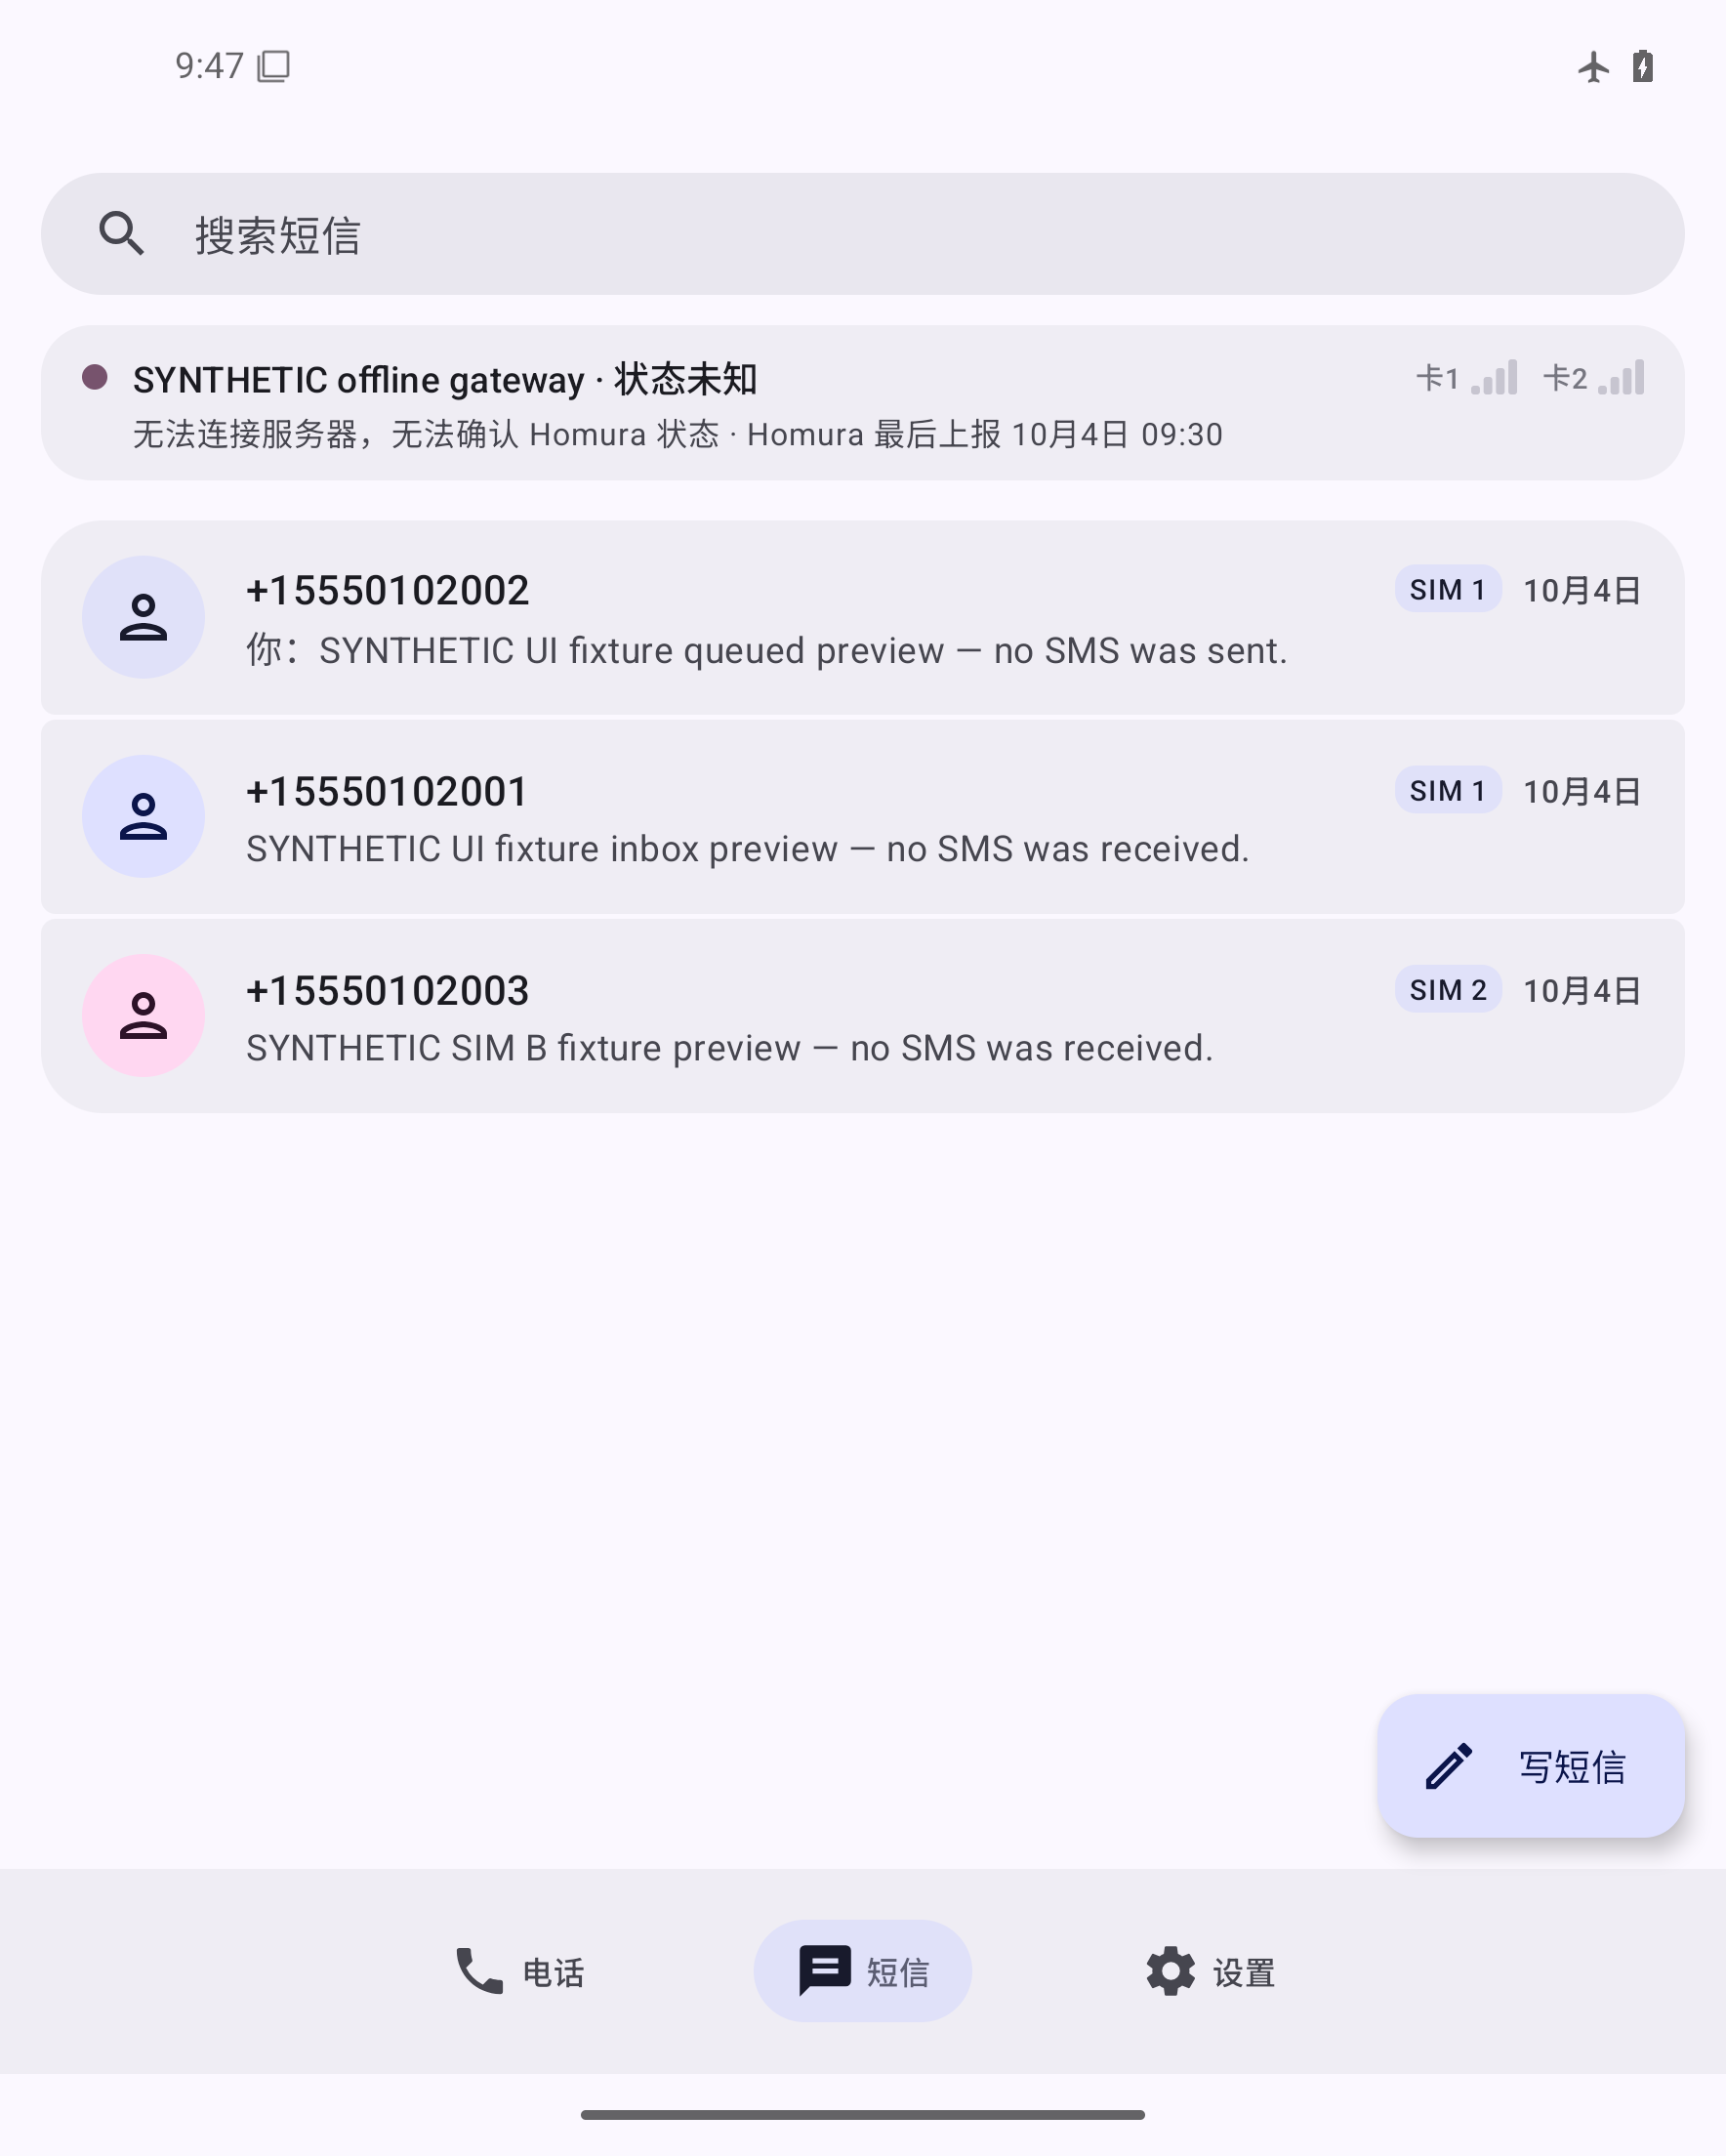 9:47
搜索短信
SYNTHETIC offline gateway · 状态未知 卡1 卡2
无法连接服务器，无法确认 Homura 状态 · Homura 最后上报 10月4日 09:30
+15550102002 SIM 1 10月4日
你：SYNTHETIC UI fixture queued preview — no SMS was sent.
+15550102001 SIM 1 10月4日
SYNTHETIC UI fixture inbox preview — no SMS was received.
+15550102003 SIM 2 10月4日
SYNTHETIC SIM B fixture preview — no SMS was received.
写短信
电话 短信 设置